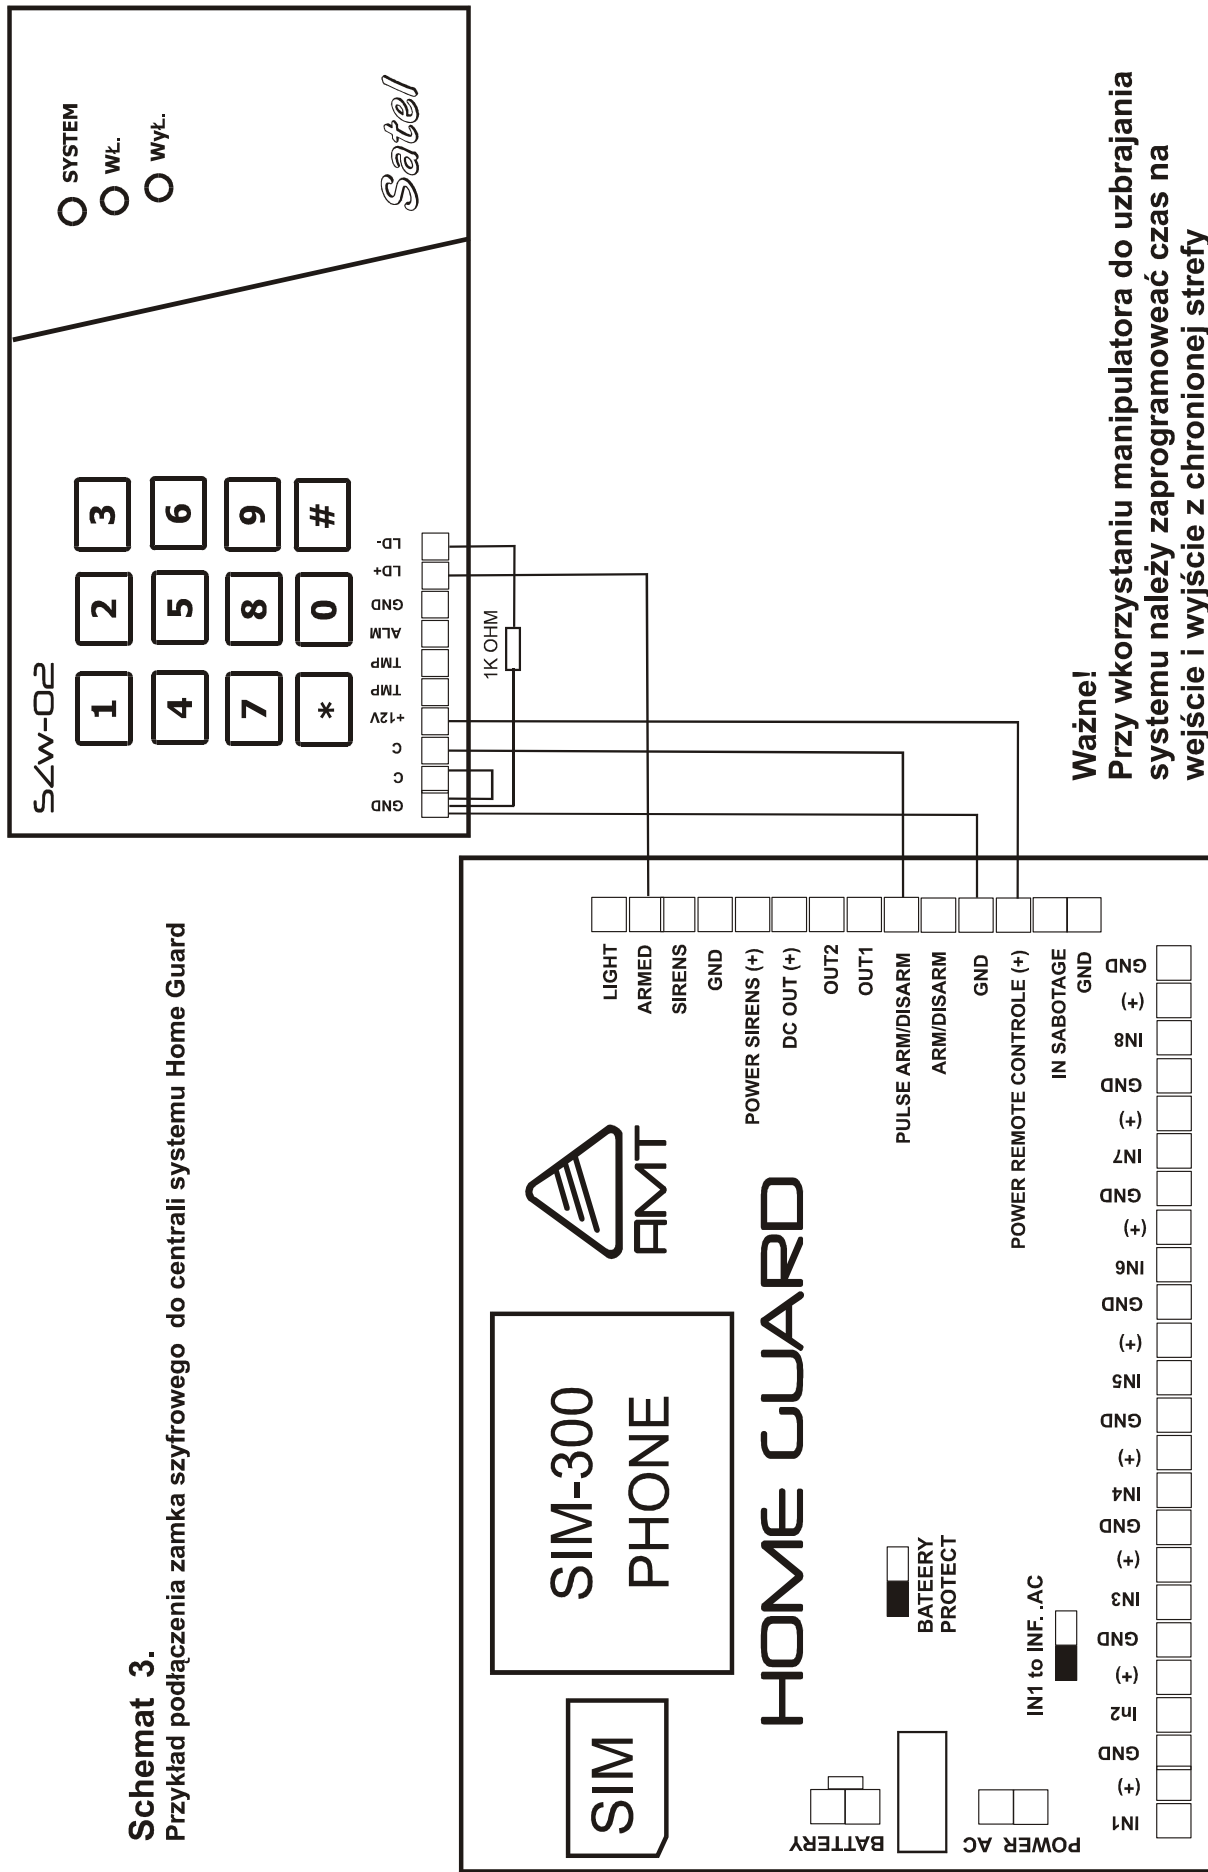 Schemat 3.
Przykład podłączenia zamka szyfrowego do centrali systemu Home Guard
SZW-02
SYSTEM
WŁ.
WyŁ.
Satel
1 2 3
4 5 6
7 8 9
* 0 #
GND C C +12V TMP TMP ALM GND LD+ LD-
1K OHM
SIM
SIM-300
PHONE
AMT
HOME GUARD
LIGHT
ARMED
SIRENS
GND
POWER SIRENS (+)
DC OUT (+)
OUT2
OUT1
PULSE ARM/DISARM
ARM/DISARM
GND
POWER REMOTE CONTROLE (+)
IN SABOTAGE
GND
BATTERY
POWER AC
BATEERY
PROTECT
IN1 to INF. .AC
IN1 (+) GND In2 (+) GND IN3 (+) GND IN4 (+) GND IN5 (+) GND IN6 (+) GND IN7 (+) GND IN8 (+) GND
Ważne!
Przy wkorzystaniu manipulatora do uzbrajania
systemu należy zaprogramoweać czas na
wejście i wyjście z chronionej strefy